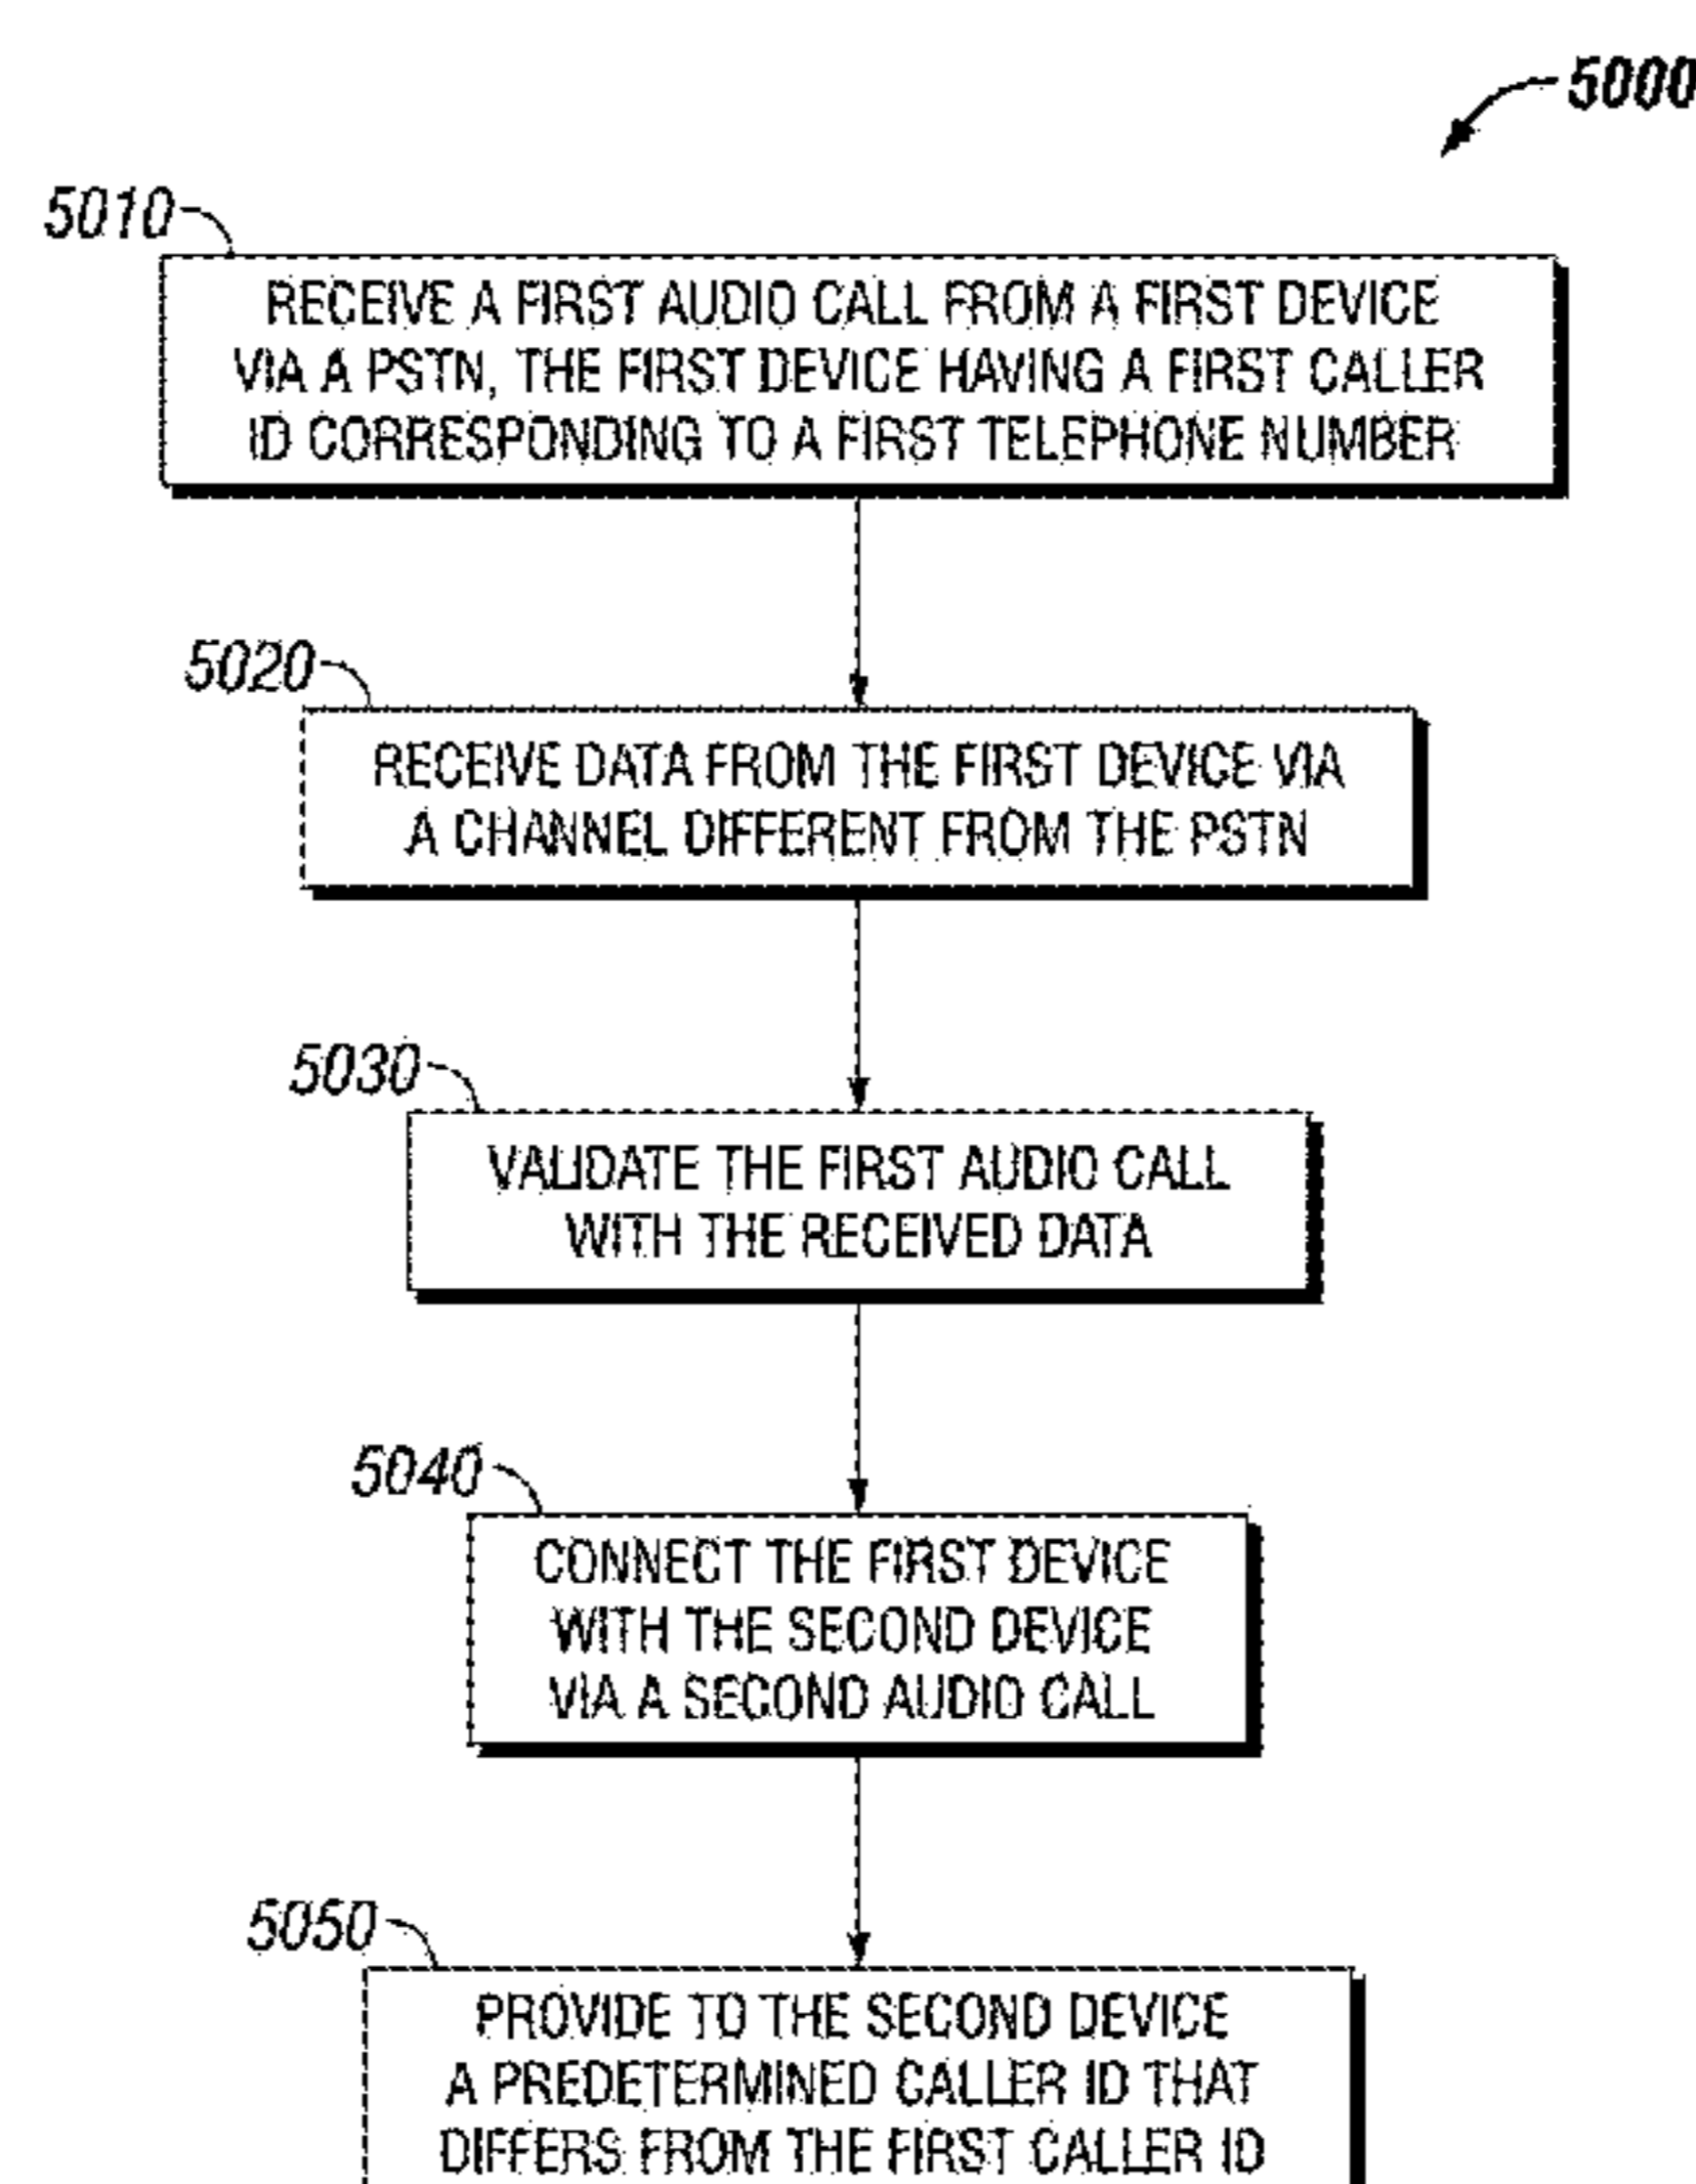 5000
5010
RECEIVE A FIRST AUDIO CALL FROM A FIRST DEVICE
VIA A PSTN, THE FIRST DEVICE HAVING A FIRST CALLER
ID CORRESPONDING TO A FIRST TELEPHONE NUMBER
5020
RECEIVE DATA FROM THE FIRST DEVICE VIA
A CHANNEL DIFFERENT FROM THE PSTN
5030
VALIDATE THE FIRST AUDIO CALL
WITH THE RECEIVED DATA
5040
CONNECT THE FIRST DEVICE
WITH THE SECOND DEVICE
VIA A SECOND AUDIO CALL
5050
PROVIDE TO THE SECOND DEVICE
A PREDETERMINED CALLER ID THAT
DIFFERS FROM THE FIRST CALLER ID